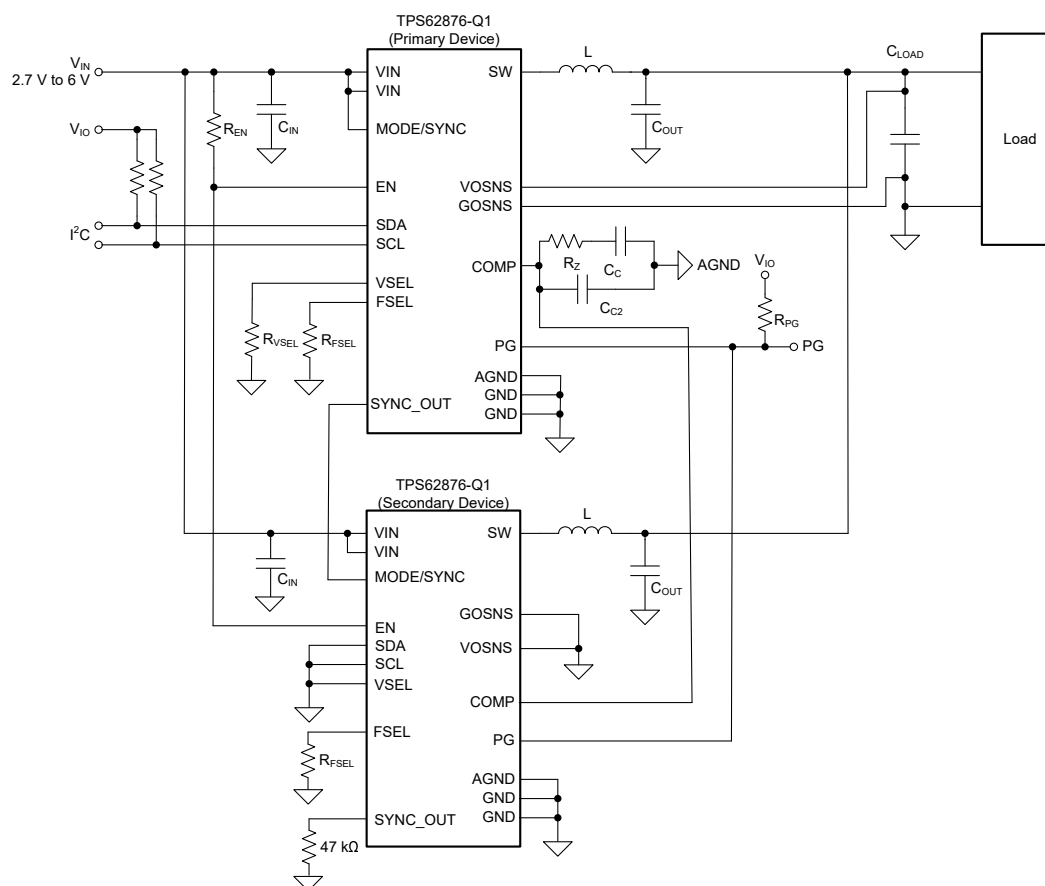 TPS62876-Q1
(Primary Device)
VIN
2.7 V to 6 V
VIN
VIN
SW
L
CLOAD
REN
CIN
COUT
VIO
MODE/SYNC
Load
EN
VOSNS
GOSNS
SDA
I2C
SCL
COMP
RZ
CC
AGND
VIO
VSEL
FSEL
CC2
RPG
RVSEL
RFSEL
PG
PG
AGND
GND
SYNC_OUT
GND
TPS62876-Q1
(Secondary Device)
VIN
VIN
SW
L
CIN
MODE/SYNC
COUT
GOSNS
EN
SDA
VOSNS
SCL
VSEL
COMP
FSEL
PG
RFSEL
AGND
GND
SYNC_OUT
GND
47 kΩ